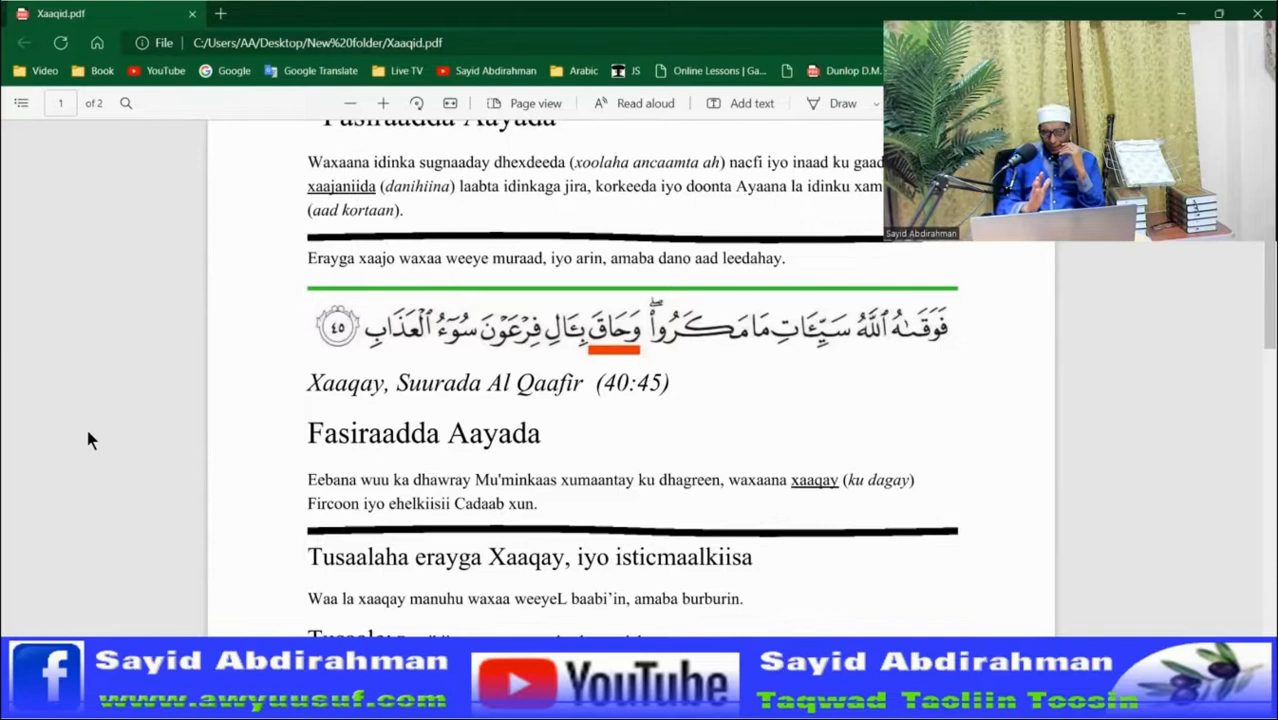 Xaaqid.pdf
File C:/Users/AA/Desktop/New%20folder/Xaaqid.pdf
Video Book YouTube Google Google Translate Live TV Sayid Abdirahman Arabic JS Online Lessons | Ga... Dunlop D.M.
1 of 2 Page view Read aloud Add text Draw
Fasiraadda Aayada
Waxaana idinka sugnaaday dhexdeeda (xoolaha ancaamta ah) nacfi iyo inaad ku gaad
xaajaniida (danihiina) laabta idinkaga jira, korkeeda iyo doonta Ayaana la idinku xam
(aad kortaan).
Sayid Abdirahman
Erayga xaajo waxaa weeye muraad, iyo arin, amaba dano aad leedahay.
فَوَقَىٰهُ ٱللَّهُ سَيِّـَٔاتِ مَا مَكَرُوا۟ ۖ وَحَاقَ بِـَٔالِ فِرْعَوْنَ سُوٓءُ ٱلْعَذَابِ ٤٥
Xaaqay, Suurada Al Qaafir (40:45)
Fasiraadda Aayada
Eebana wuu ka dhawray Mu'minkaas xumaantay ku dhagreen, waxaana xaaqay (ku dagay)
Fircoon iyo ehelkiisii Cadaab xun.
Tusaalaha erayga Xaaqay, iyo isticmaalkiisa
Waa la xaaqay manuhu waxaa weeyeL baabi’in, amaba burburin.
Sayid Abdirahman
www.awyuusuf.com
YouTube
Sayid Abdirahman
Taqwad Taoliin Toosin